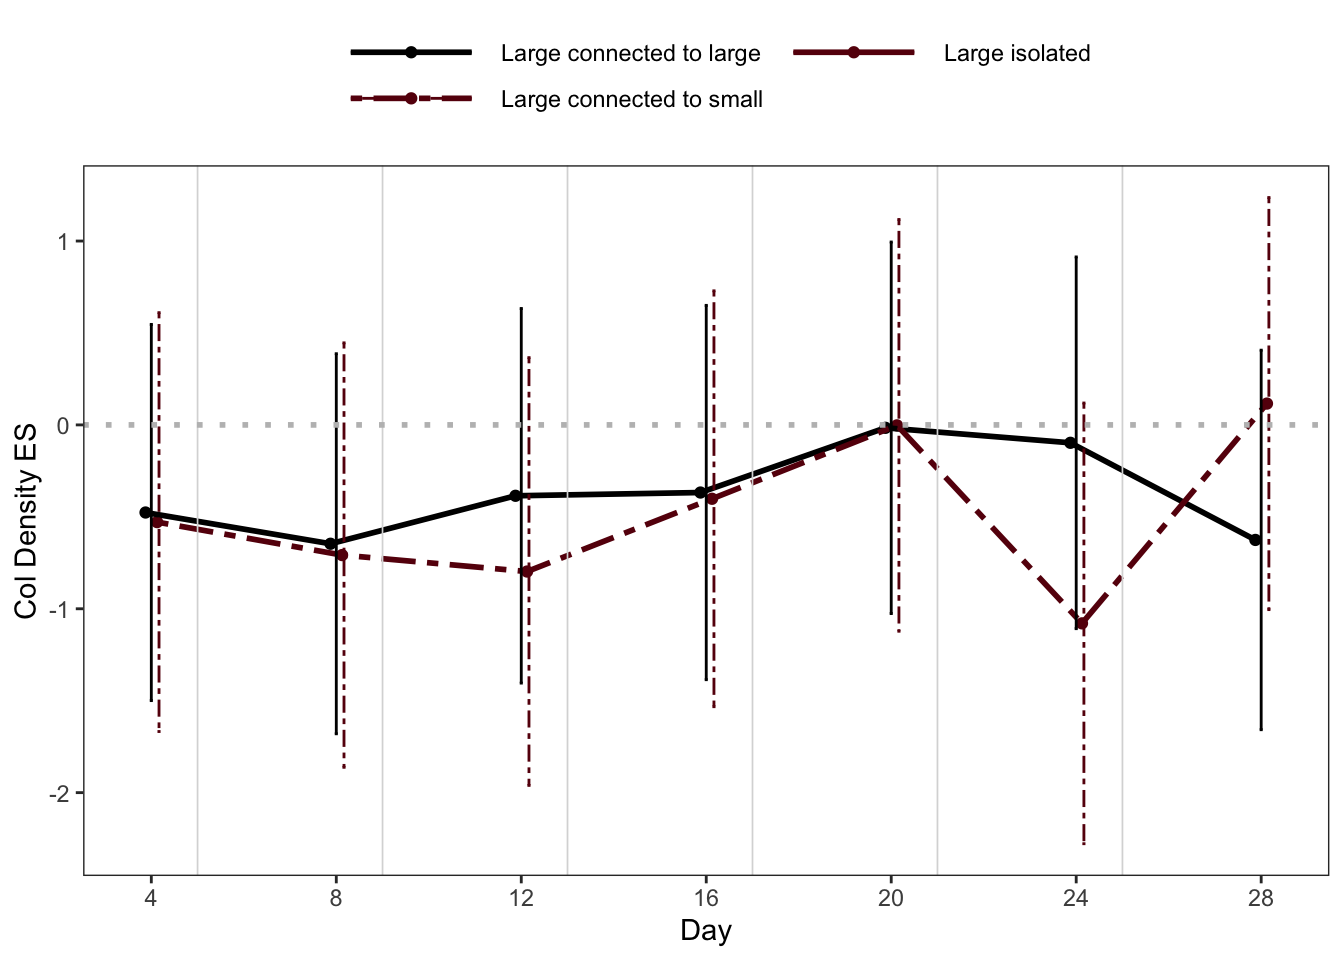 Large connected to large
Large isolated
Large connected to small
Col Density ES
1
0
-1
-2
4 8 12 16 20 24 28
Day